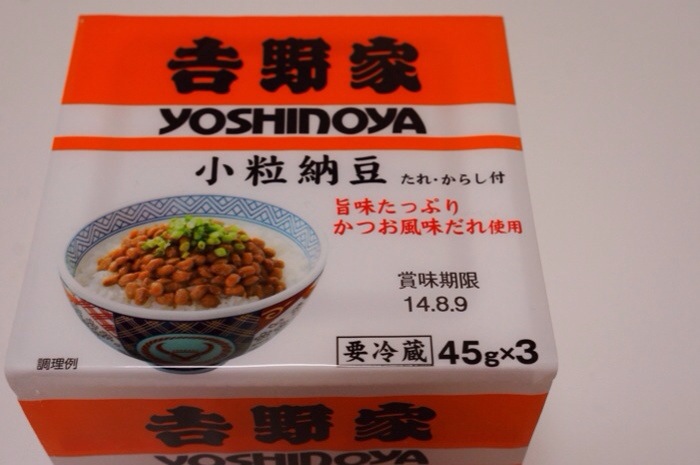 吉野家
YOSHINOYA
小粒納豆 たれ・からし付
旨味たっぷり
かつお風味だれ使用
賞味期限
14.8.9
要冷蔵 45g×3
調理例
吉野家
YOSHINOYA